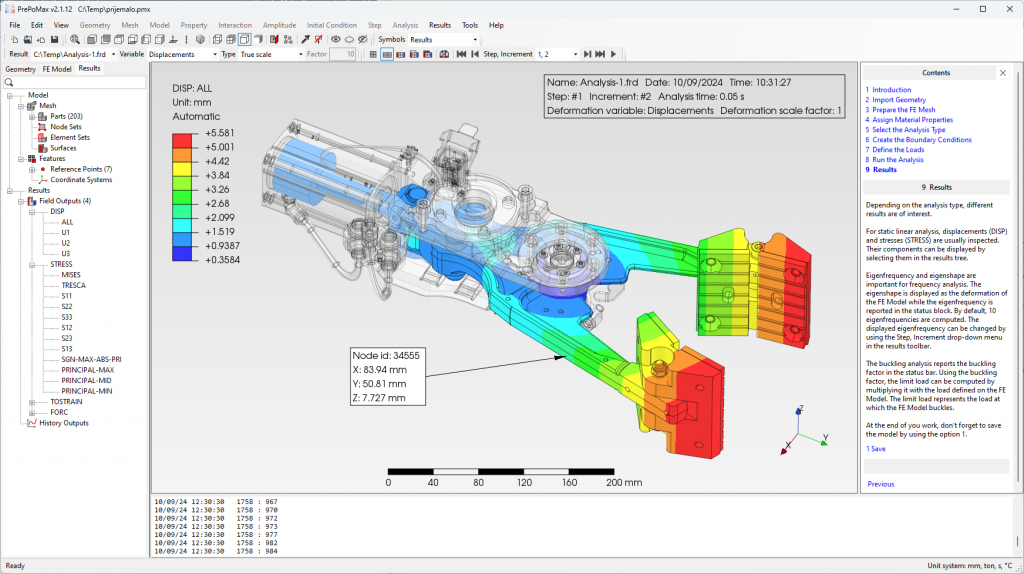 PrePoMax v2.1.12 C:\Temp\prijemalo.pmx
File Edit View Geometry Mesh Model Property Interaction Amplitude Initial Condition Step Analysis Results Tools Help
Symbols Results
Result C:\Temp\Analysis-1.frd Variable Displacements Type True scale Factor 10 Step, Increment 1, 2
Geometry FE Model Results
Model
Mesh
Parts (203)
Node Sets
Element Sets
Surfaces
Features
Reference Points (7)
Coordinate Systems
Results
Field Outputs (4)
DISP
ALL
U1
U2
U3
STRESS
MISES
TRESCA
S11
S22
S33
S12
S23
S13
SGN-MAX-ABS-PRI
PRINCIPAL-MAX
PRINCIPAL-MID
PRINCIPAL-MIN
TOSTRAIN
FORC
History Outputs
DISP: ALL
Unit: mm
Automatic
+5.581
+5.001
+4.42
+3.84
+3.26
+2.68
+2.099
+1.519
+0.9387
+0.3584
Name: Analysis-1.frd Date: 10/09/2024 Time: 10:31:27
Step: #1 Increment: #2 Analysis time: 0.05 s
Deformation variable: Displacements Deformation scale factor: 1
Node id: 34555
X: 83.94 mm
Y: 50.81 mm
Z: 7.727 mm
Z
Y
X
0 40 80 120 160 200 mm
Contents
1 Introduction
2 Import Geometry
3 Prepare the FE Mesh
4 Assign Material Properties
5 Select the Analysis Type
6 Create the Boundary Conditions
7 Define the Loads
8 Run the Analysis
9 Results
9 Results
Depending on the analysis type, different
results are of interest.
For static linear analysis, displacements (DISP)
and stresses (STRESS) are usually inspected.
Their components can be displayed by
selecting them in the results tree.
Eigenfrequency and eigenshape are
important for frequency analysis. The
eigenshape is displayed as the deformation of
the FE Model while the eigenfrequency is
reported in the status block. By default, 10
eigenfrequencies are computed. The
displayed eigenfrequency can be changed by
using the Step, Increment drop-down menu
in the results toolbar.
The buckling analysis reports the buckling
factor in the status bar. Using the buckling
factor, the limit load can be computed by
multiplying it with the load defined on the FE
Model. The limit load represents the load at
which the FE Model buckles.
At the end of you work, don't forget to save
the model by using the option 1.
1 Save
Previous
10/09/24 12:30:30 1758 : 967
10/09/24 12:30:30 1758 : 970
10/09/24 12:30:30 1758 : 972
10/09/24 12:30:30 1758 : 973
10/09/24 12:30:30 1758 : 977
10/09/24 12:30:30 1758 : 982
10/09/24 12:30:30 1758 : 984
Ready
Unit system: mm, ton, s, °C